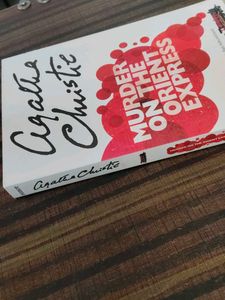 Agatha
Christie
MURDER
ON THE
ORIENT
EXPRESS
Agatha Christie